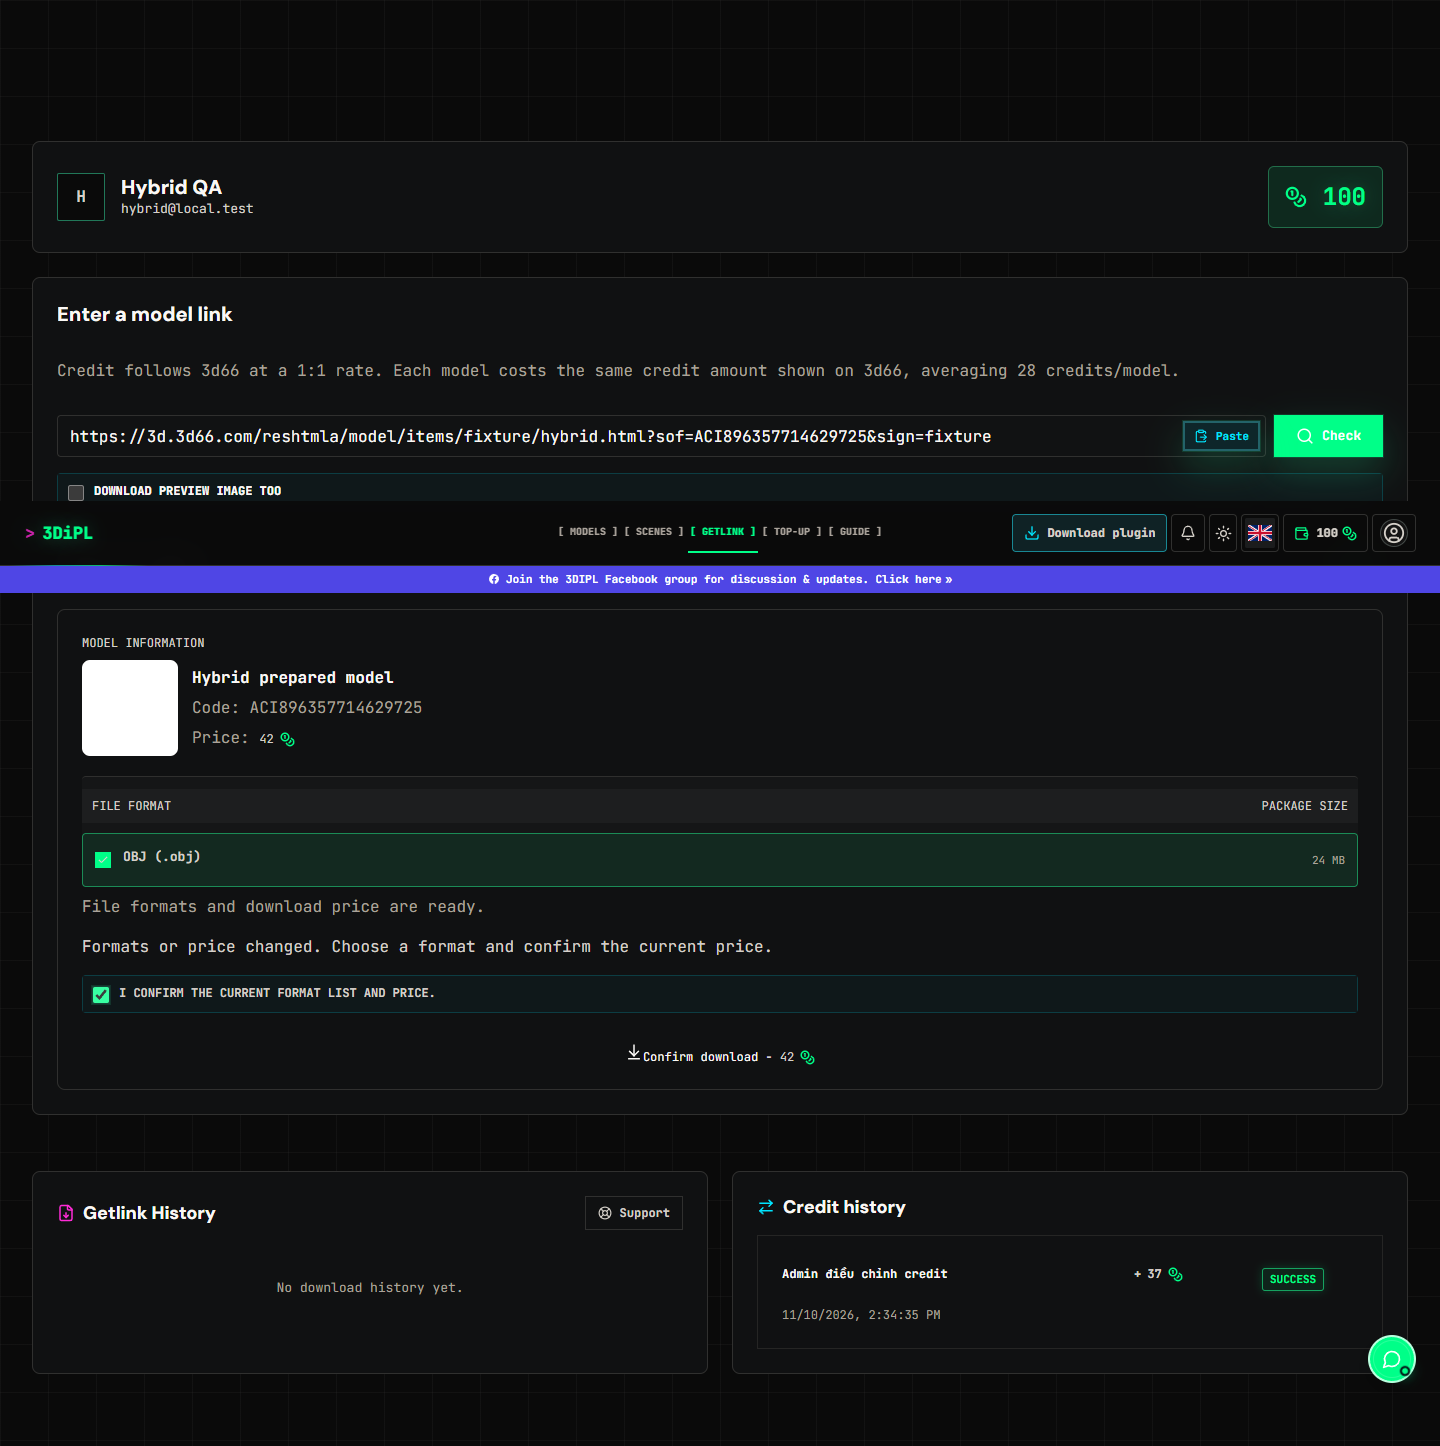 H
Hybrid QA
hybrid@local.test
100
Enter a model link
Credit follows 3d66 at a 1:1 rate. Each model costs the same credit amount shown on 3d66, averaging 28 credits/model.
https://3d.3d66.com/reshtmla/model/items/fixture/hybrid.html?sof=ACI896357714629725&sign=fixture
Paste
Check
DOWNLOAD PREVIEW IMAGE TOO
> 3DiPL
[ MODELS ] [ SCENES ] [ GETLINK ] [ TOP-UP ] [ GUIDE ]
Download plugin
100
Join the 3DIPL Facebook group for discussion & updates. Click here »
MODEL INFORMATION
Hybrid prepared model
Code: ACI896357714629725
Price: 42
FILE FORMAT
PACKAGE SIZE
OBJ (.obj)
24 MB
File formats and download price are ready.
Formats or price changed. Choose a format and confirm the current price.
I CONFIRM THE CURRENT FORMAT LIST AND PRICE.
Confirm download - 42
Getlink History
Support
No download history yet.
Credit history
Admin điều chỉnh credit
+ 37
SUCCESS
11/10/2026, 2:34:35 PM